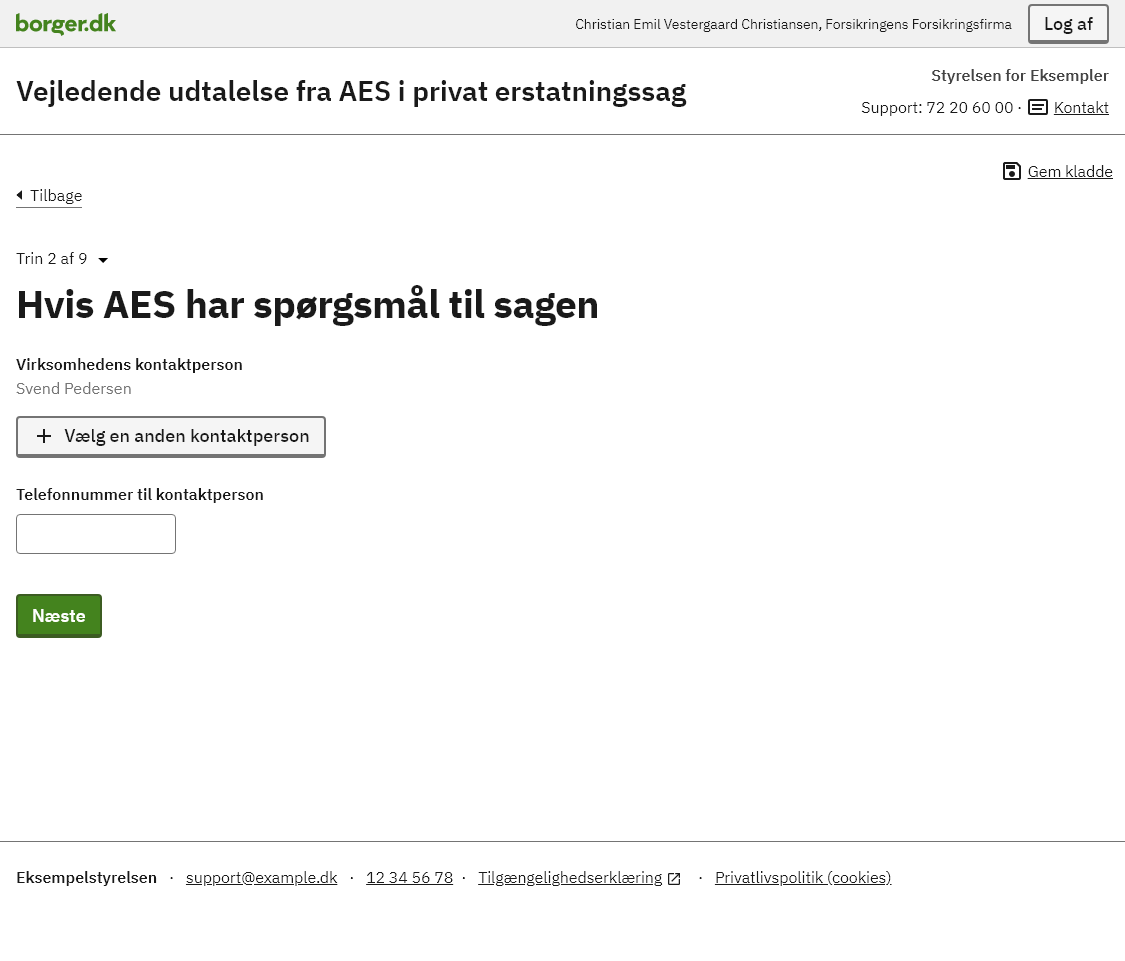 borger.dk
Christian Emil Vestergaard Christiansen, Forsikringens Forsikringsfirma
Log af
Vejledende udtalelse fra AES i privat erstatningssag
Styrelsen for Eksempler
Support: 72 20 60 00 · Kontakt
Gem kladde
Tilbage
Trin 2 af 9
Hvis AES har spørgsmål til sagen
Virksomhedens kontaktperson
Svend Pedersen
Vælg en anden kontaktperson
Telefonnummer til kontaktperson
Næste
Eksempelstyrelsen · support@example.dk · 12 34 56 78 · Tilgængelighedserklæring · Privatlivspolitik (cookies)